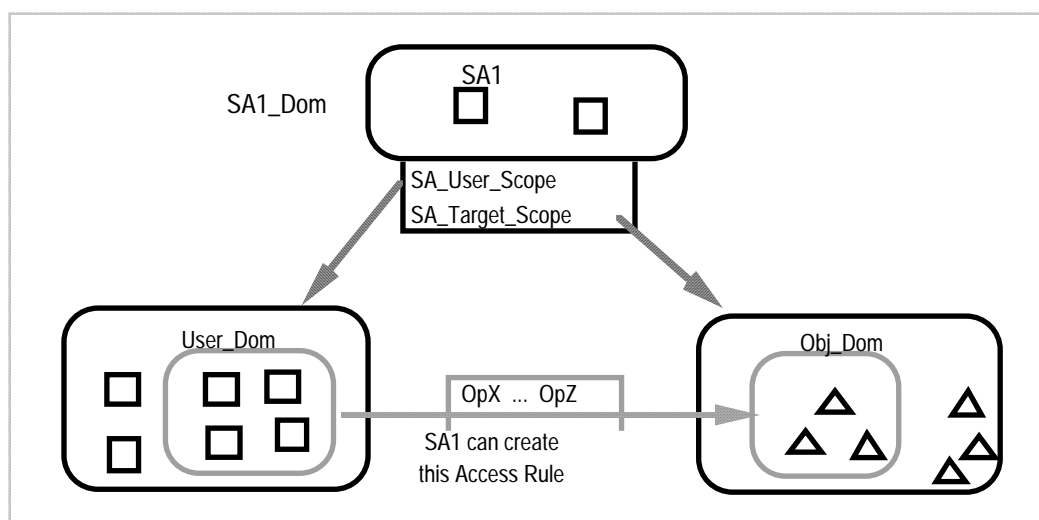 SA1
SA1_Dom
SA_User_Scope
SA_Target_Scope
User_Dom
Obj_Dom
OpX ... OpZ
SA1 can create
this Access Rule